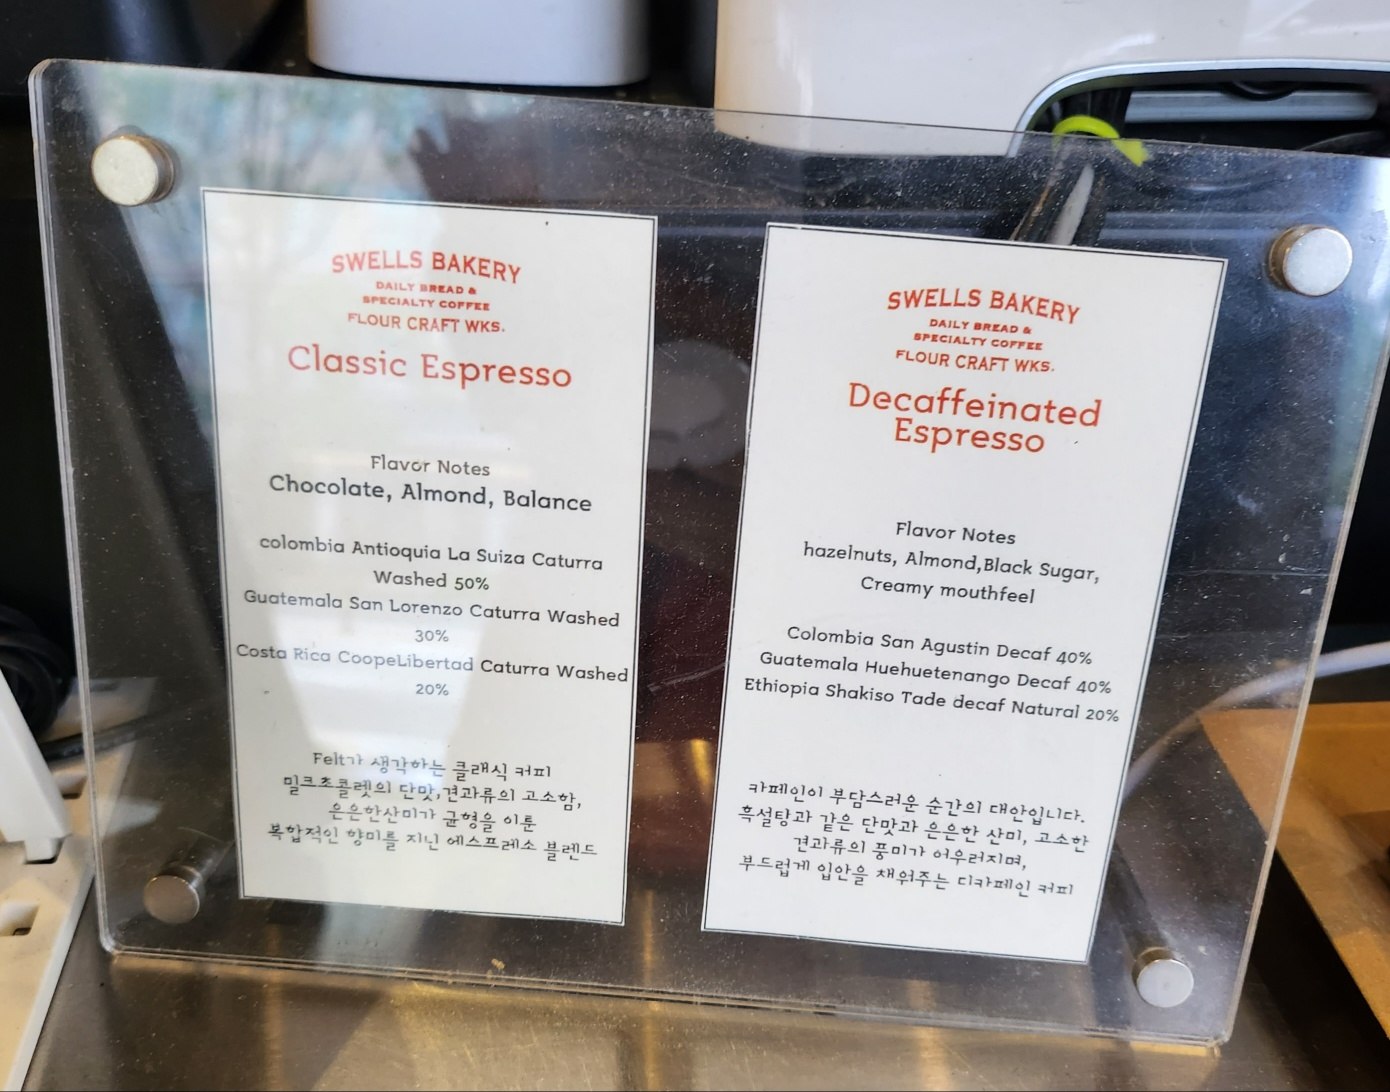 SWELLS BAKERY
DAILY BREAD &
SPECIALTY COFFEE
FLOUR CRAFT WKS.
Classic Espresso
Flavor Notes
Chocolate, Almond, Balance
colombia Antioquia La Suiza Caturra
Washed 50%
Guatemala San Lorenzo Caturra Washed
30%
Costa Rica CoopeLibertad Caturra Washed
20%
Felt가 생각하는 클래식 커피
밀크초콜렛의 단맛,견과류의 고소함,
은은한산미가 균형을 이룬
복합적인 향미를 지닌 에스프레소 블렌드
SWELLS BAKERY
DAILY BREAD &
SPECIALTY COFFEE
FLOUR CRAFT WKS.
Decaffeinated
Espresso
Flavor Notes
hazelnuts, Almond,Black Sugar,
Creamy mouthfeel
Colombia San Agustin Decaf 40%
Guatemala Huehuetenango Decaf 40%
Ethiopia Shakiso Tade decaf Natural 20%
카페인이 부담스러운 순간의 대안입니다.
흑설탕과 같은 단맛과 은은한 산미, 고소한
견과류의 풍미가 어우러지며,
부드럽게 입안을 채워주는 디카페인 커피